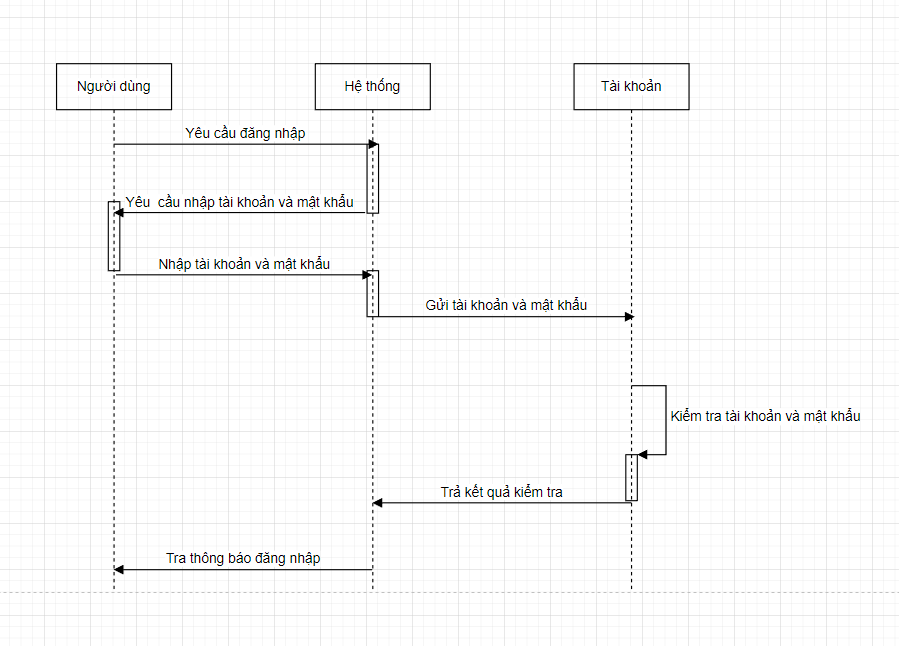 Người dùng
Hệ thống
Tài khoản
Yêu cầu đăng nhập
Yêu  cầu nhập tài khoản và mật khẩu
Nhập tài khoản và mật khẩu
Gửi tài khoản và mật khẩu
Kiểm tra tài khoản và mật khẩu
Trả kết quả kiểm tra
Tra thông báo đăng nhập